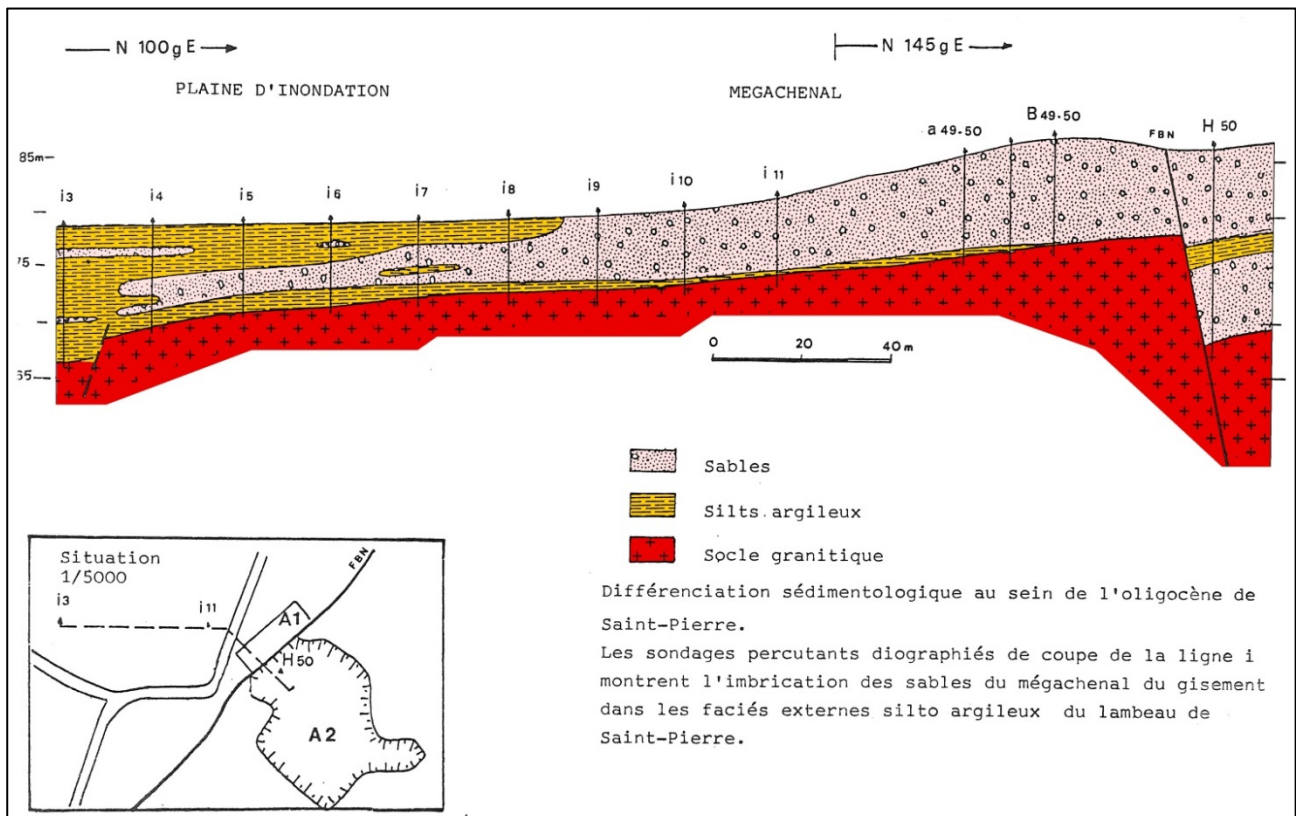 N 100g E
N 145g E
PLAINE D'INONDATION
MEGACHENAL
B 49-50
a 49-50
FBN
H 50
85m
i3
i4
i5
i6
i7
i8
i9
i10
i11
75
65
0 20 40m
Sables
Silts argileux
Socle granitique
Situation
1/5000
i3
i11
FBN
A1
H50
A2
Différenciation sédimentologique au sein de l'oligocène de
Saint-Pierre.
Les sondages percutants diographiés de coupe de la ligne i
montrent l'imbrication des sables du mégachenal du gisement
dans les faciés externes silto argileux du lambeau de
Saint-Pierre.